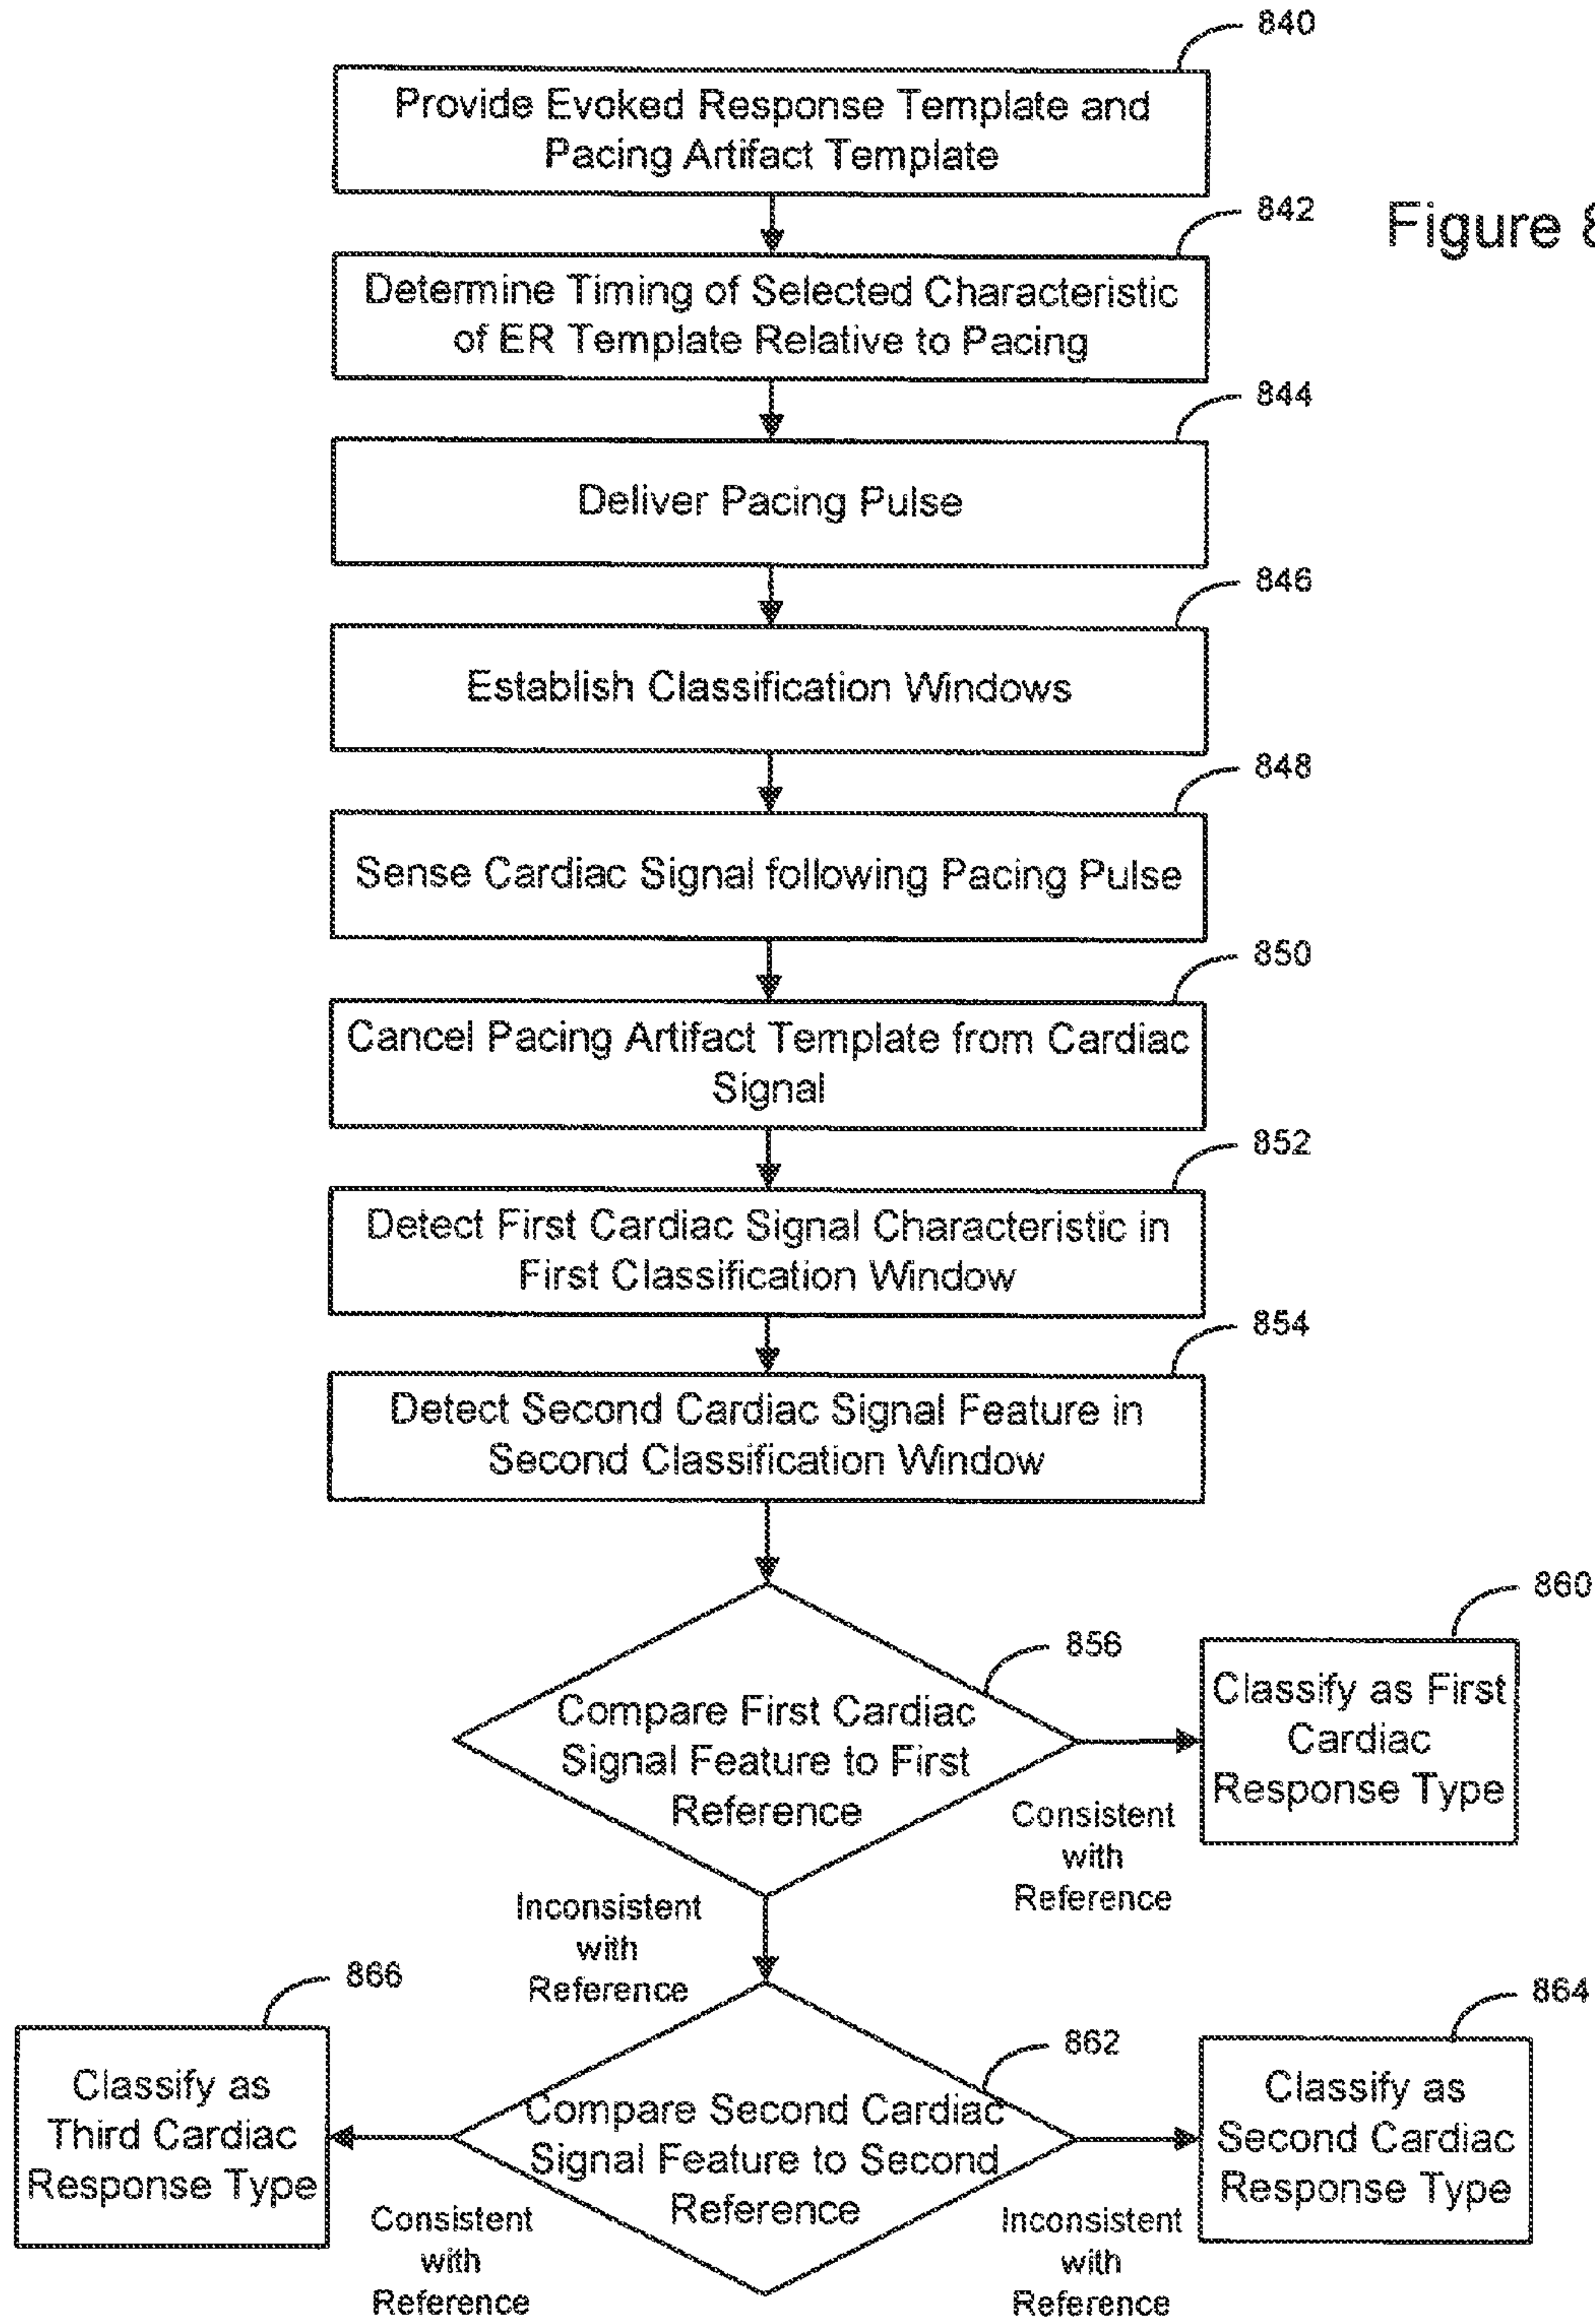 840
Provide Evoked Response Template and
Pacing Artifact Template
842
Figure 8
Determine Timing of Selected Characteristic
of ER Template Relative to Pacing
844
Deliver Pacing Pulse
846
Establish Classification Windows
848
Sense Cardiac Signal following Pacing Pulse
850
Cancel Pacing Artifact Template from Cardiac
Signal
852
Detect First Cardiac Signal Characteristic in
First Classification Window
854
Detect Second Cardiac Signal Feature in
Second Classification Window
856
Compare First Cardiac
Signal Feature to First
Reference
860
Classify as First
Cardiac
Response Type
Consistent
with
Reference
Inconsistent
with
Reference
862
Compare Second Cardiac
Signal Feature to Second
Reference
866
Classify as
Third Cardiac
Response Type
Consistent
with
Reference
864
Classify as
Second Cardiac
Response Type
Inconsistent
with
Reference